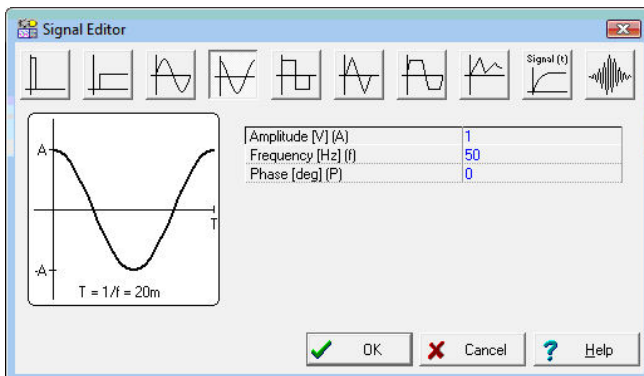 Signal Editor
Signal (t)
A
T
-A
T = 1/f = 20m
Amplitude [V] (A) 1
Frequency [Hz] (f) 50
Phase [deg] (P) 0
OK
Cancel
Help